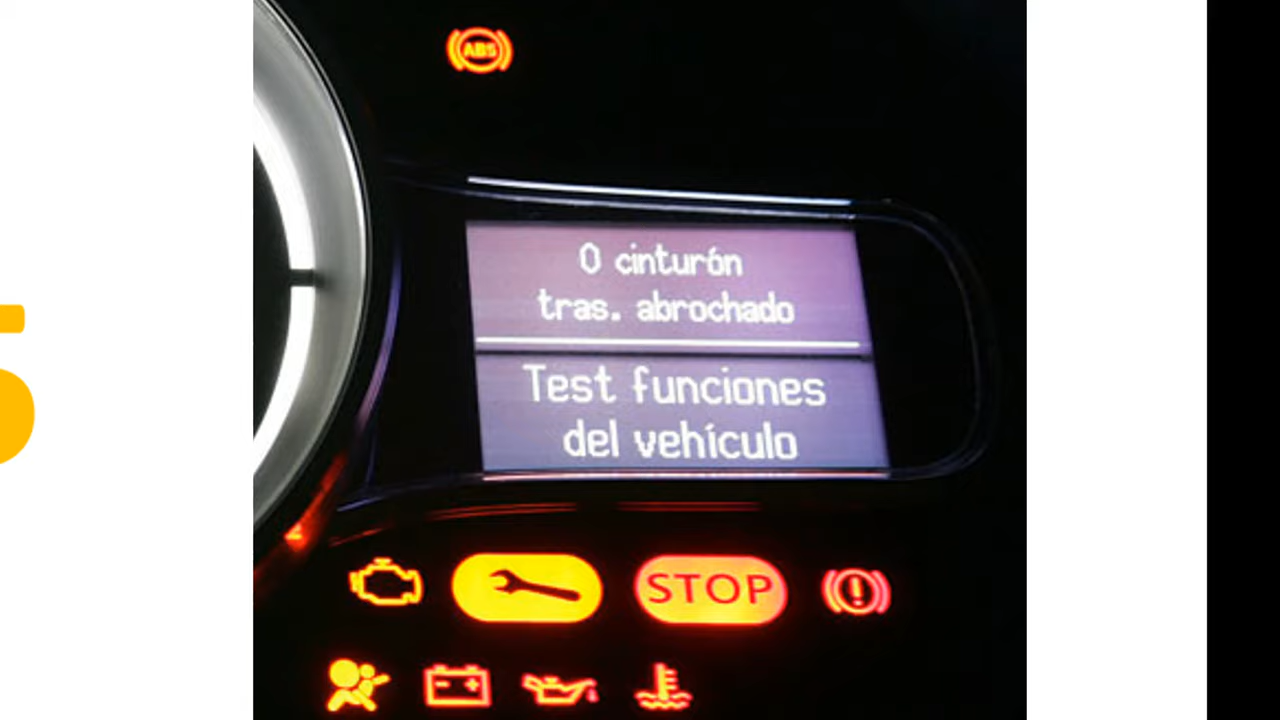 ABS
0 cinturón
tras. abrochado
Test funciones
del vehículo
STOP